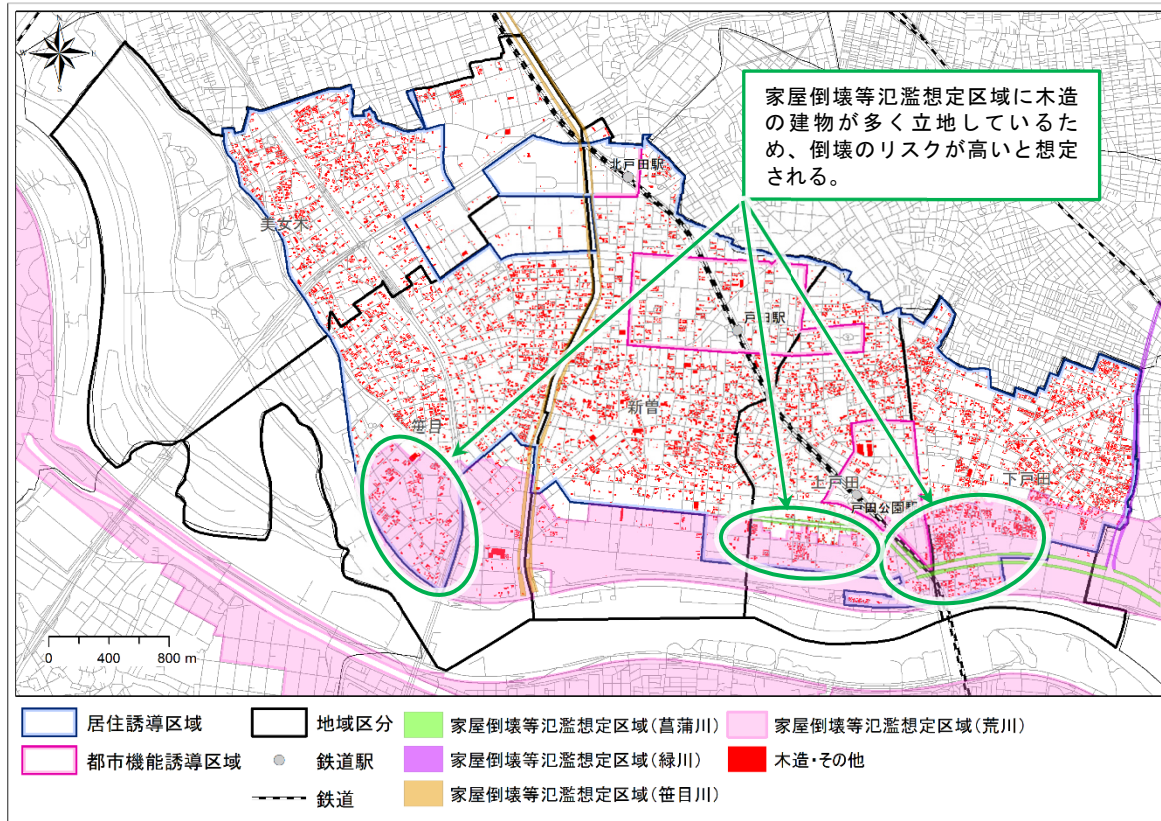 N
W
E
S
家屋倒壊等氾濫想定区域に木造
の建物が多く立地しているた
め、倒壊のリスクが高いと想定
される。
北戸田駅
美女木
戸田駅
新曽
笹目
上戸田
下戸田
戸田公園駅
0 400 800 m
居住誘導区域
地域区分
家屋倒壊等氾濫想定区域(菖蒲川)
家屋倒壊等氾濫想定区域(荒川)
都市機能誘導区域
鉄道駅
家屋倒壊等氾濫想定区域(緑川)
木造・その他
鉄道
家屋倒壊等氾濫想定区域(笹目川)